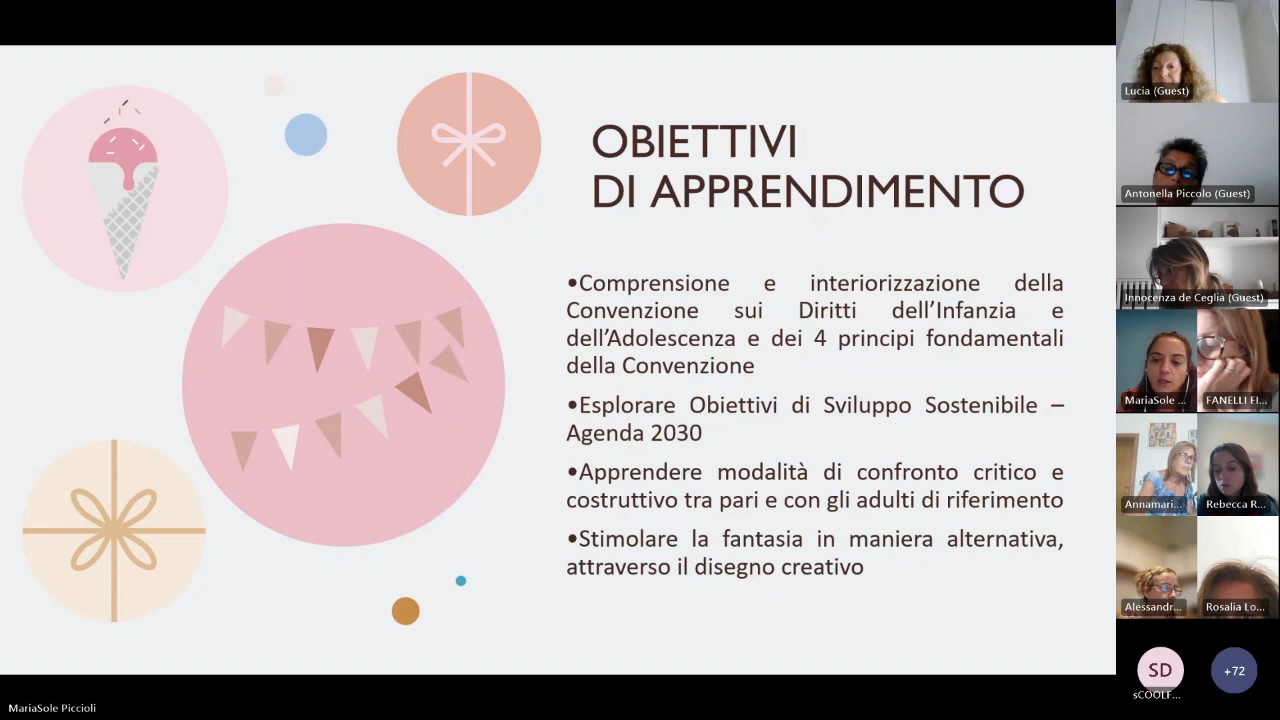 OBIETTIVI
DI APPRENDIMENTO
•Comprensione e interiorizzazione della
Convenzione sui Diritti dell’Infanzia e
dell’Adolescenza e dei 4 principi fondamentali
della Convenzione
•Esplorare Obiettivi di Sviluppo Sostenibile –
Agenda 2030
•Apprendere modalità di confronto critico e
costruttivo tra pari e con gli adulti di riferimento
•Stimolare la fantasia in maniera alternativa,
attraverso il disegno creativo
Lucia (Guest)
Antonella Piccolo (Guest)
Innocenza de Ceglia (Guest)
MariaSole ...
FANELLI FI...
Annamari...
Rebecca R...
Alessandr...
Rosalia Lo...
SD
sCOOLF...
+72
MariaSole Piccioli